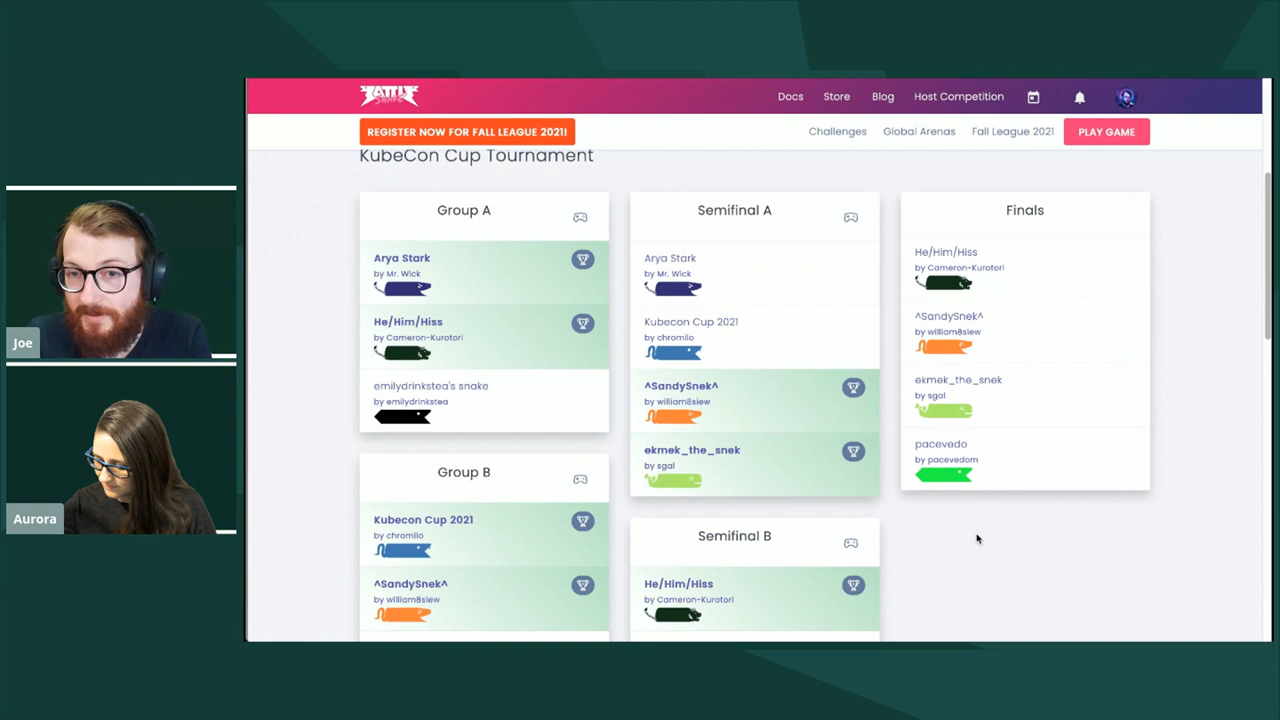 BATTLE
SNAKE
Docs
Store
Blog
Host Competition
REGISTER NOW FOR FALL LEAGUE 2021!
Challenges
Global Arenas
Fall League 2021
PLAY GAME
KubeCon Cup Tournament
Group A
Arya Stark
by Mr. Wick
He/Him/Hiss
by Cameron-Kurotori
emilydrinkstea's snake
by emilydrinkstea
Group B
Kubecon Cup 2021
by chromilo
^SandySnek^
by william8siew
Semifinal A
Arya Stark
by Mr. Wick
Kubecon Cup 2021
by chromilo
^SandySnek^
by william8siew
ekmek_the_snek
by sgal
Semifinal B
He/Him/Hiss
by Cameron-Kurotori
Finals
He/Him/Hiss
by Cameron-Kurotori
^SandySnek^
by william8siew
ekmek_the_snek
by sgal
pacevedo
by pacevedom
Joe
Aurora